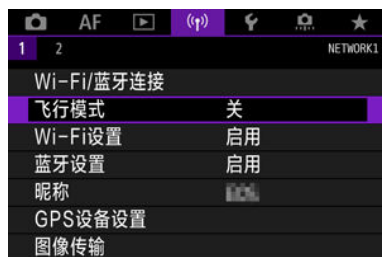 AF
1 2 NETWORK1
Wi-Fi/蓝牙连接
飞行模式 关
Wi-Fi设置 启用
蓝牙设置 启用
昵称
GPS设备设置
图像传输